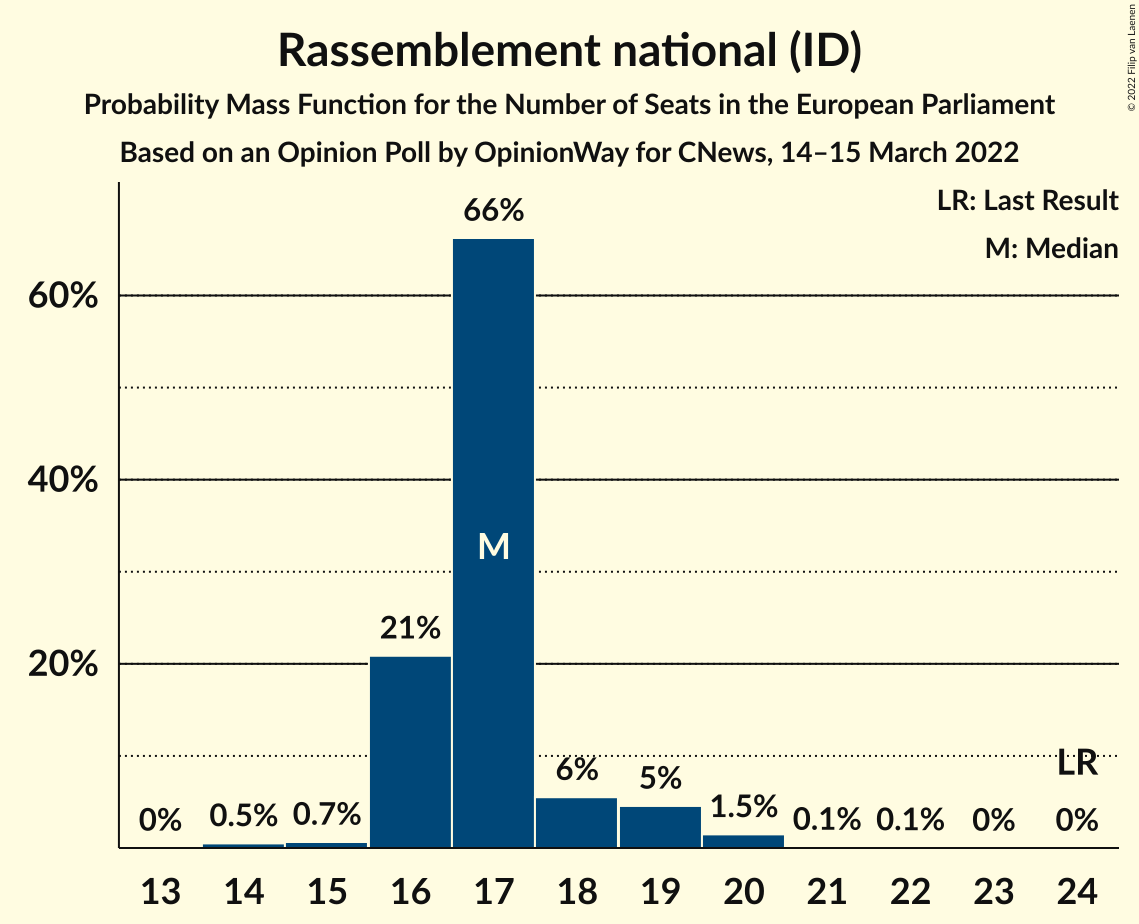 Rassemblement national (ID)
Probability Mass Function for the Number of Seats in the European Parliament
Based on an Opinion Poll by OpinionWay for CNews, 14–15 March 2022
© 2022 Filip van Laenen
LR: Last Result
M: Median
60%
40%
20%
0%
0.5%
0.7%
21%
66%
M
6%
5%
1.5%
0.1%
0.1%
0%
LR
0%
13 14 15 16 17 18 19 20 21 22 23 24